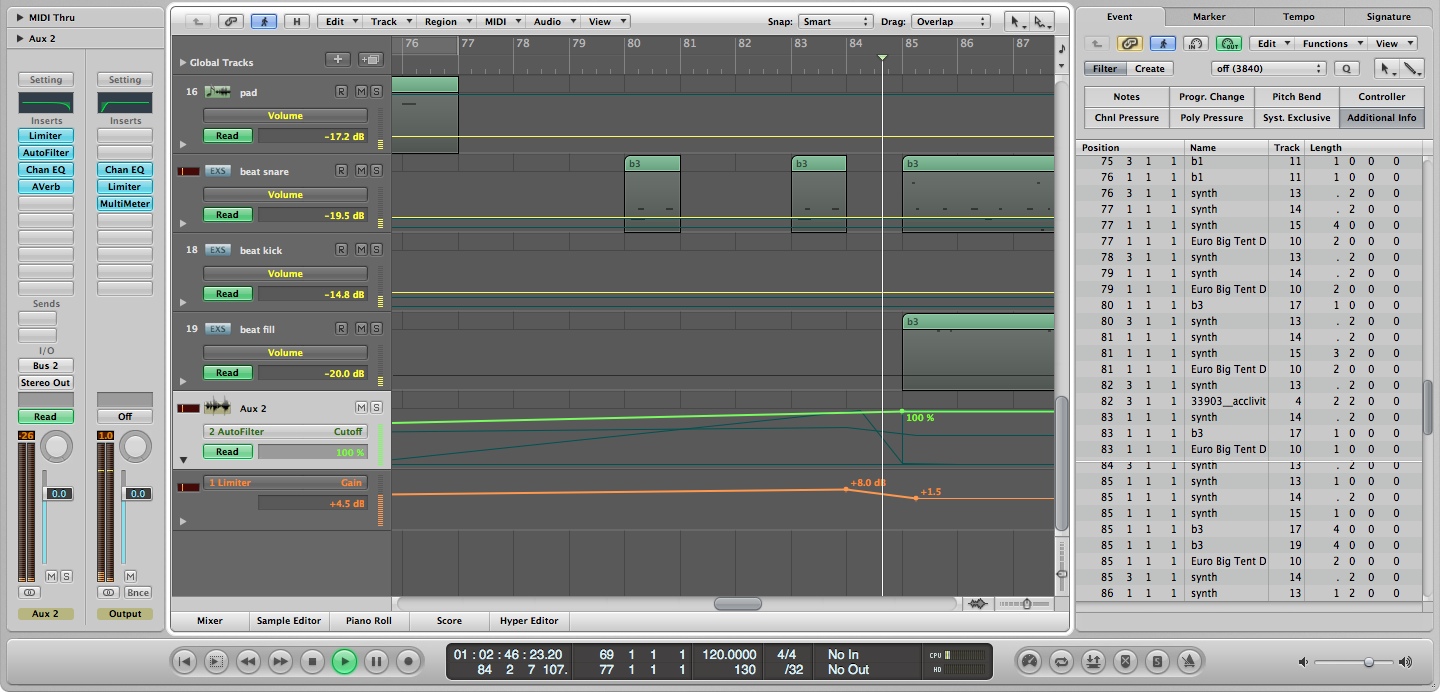 MIDI Thru
Aux 2
Setting Setting
Inserts Inserts
Limiter
AutoFilter
Chan EQ Chan EQ
AVerb Limiter
MultiMeter
Sends
I/O
Bus 2
Stereo Out
Read Off
-26 1.0
0.0 0.0
M S M
Bnce
Aux 2 Output
H Edit Track Region MIDI Audio View Snap: Smart Drag: Overlap
76 77 78 79 80 81 82 83 84 85 86 87
Global Tracks
16 pad R M S
Volume
Read -17.2 dB
EXS beat snare R M S
Volume
Read -19.5 dB
b3 b3 b3
18 EXS beat kick R M S
Volume
Read -14.8 dB
19 EXS beat fill R M S
Volume
Read -20.0 dB
b3
Aux 2 M S
2 AutoFilter Cutoff
Read 100 %
100 %
1 Limiter Gain
+4.5 dB
+8.0 dB +1.5
Mixer Sample Editor Piano Roll Score Hyper Editor
Event Marker Tempo Signature
IN OUT Edit Functions View
Filter Create off (3840) Q
Notes Progr. Change Pitch Bend Controller
Chnl Pressure Poly Pressure Syst. Exclusive Additional Info
Position Name Track Length
75 3 1 1 b1 11 1 0 0 0
76 1 1 1 b1 11 1 0 0 0
76 3 1 1 synth 13 . 2 0 0
77 1 1 1 synth 14 . 2 0 0
77 1 1 1 synth 15 4 0 0 0
77 1 1 1 Euro Big Tent D 10 2 0 0 0
78 3 1 1 synth 13 . 2 0 0
79 1 1 1 synth 14 . 2 0 0
79 1 1 1 Euro Big Tent D 10 2 0 0 0
80 1 1 1 b3 17 1 0 0 0
80 3 1 1 synth 13 . 2 0 0
81 1 1 1 synth 14 . 2 0 0
81 1 1 1 synth 15 3 2 0 0
81 1 1 1 Euro Big Tent D 10 2 0 0 0
82 3 1 1 synth 13 . 2 0 0
82 3 1 1 33903__acclivit 4 2 2 0 0
83 1 1 1 synth 14 . 2 0 0
83 1 1 1 b3 17 1 0 0 0
83 1 1 1 Euro Big Tent D 10 1 0 0 0
84 3 1 1 synth 13 . 2 0 0
85 1 1 1 synth 13 . 2 0 0
85 1 1 1 synth 14 . 2 0 0
85 1 1 1 synth 15 1 0 0 0
85 1 1 1 b3 17 4 0 0 0
85 1 1 1 b3 19 4 0 0 0
85 1 1 1 Euro Big Tent D 10 2 0 0 0
85 3 1 1 synth 14 . 2 0 0
86 1 1 1 synth 13 1 0 0 0
01 : 02 : 46 : 23.20 69 1 1 1 120.0000 4/4 No In CPU
84 2 7 107. 77 1 1 1 130 /32 No Out HD
S